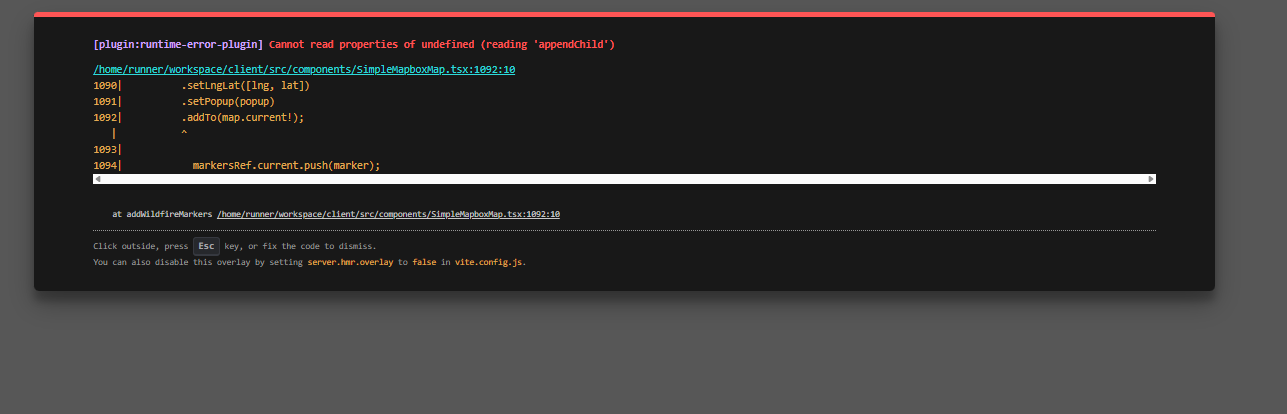 [plugin:runtime-error-plugin] Cannot read properties of undefined (reading 'appendChild')
/home/runner/workspace/client/src/components/SimpleMapboxMap.tsx:1092:10
1090|          .setLngLat([lng, lat])
1091|          .setPopup(popup)
1092|          .addTo(map.current!);
   |          ^
1093|
1094|            markersRef.current.push(marker);
at addWildfireMarkers /home/runner/workspace/client/src/components/SimpleMapboxMap.tsx:1092:10
Click outside, press Esc key, or fix the code to dismiss.
You can also disable this overlay by setting server.hmr.overlay to false in vite.config.js.